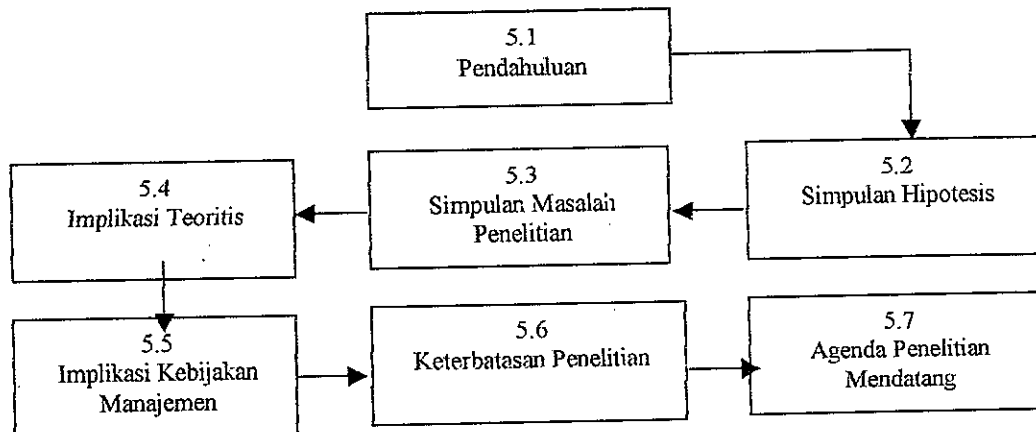 5.1
Pendahuluan
5.2
Simpulan Hipotesis
5.3
Simpulan Masalah
Penelitian
5.4
Implikasi Teoritis
5.5
Implikasi Kebijakan
Manajemen
5.6
Keterbatasan Penelitian
5.7
Agenda Penelitian
Mendatang